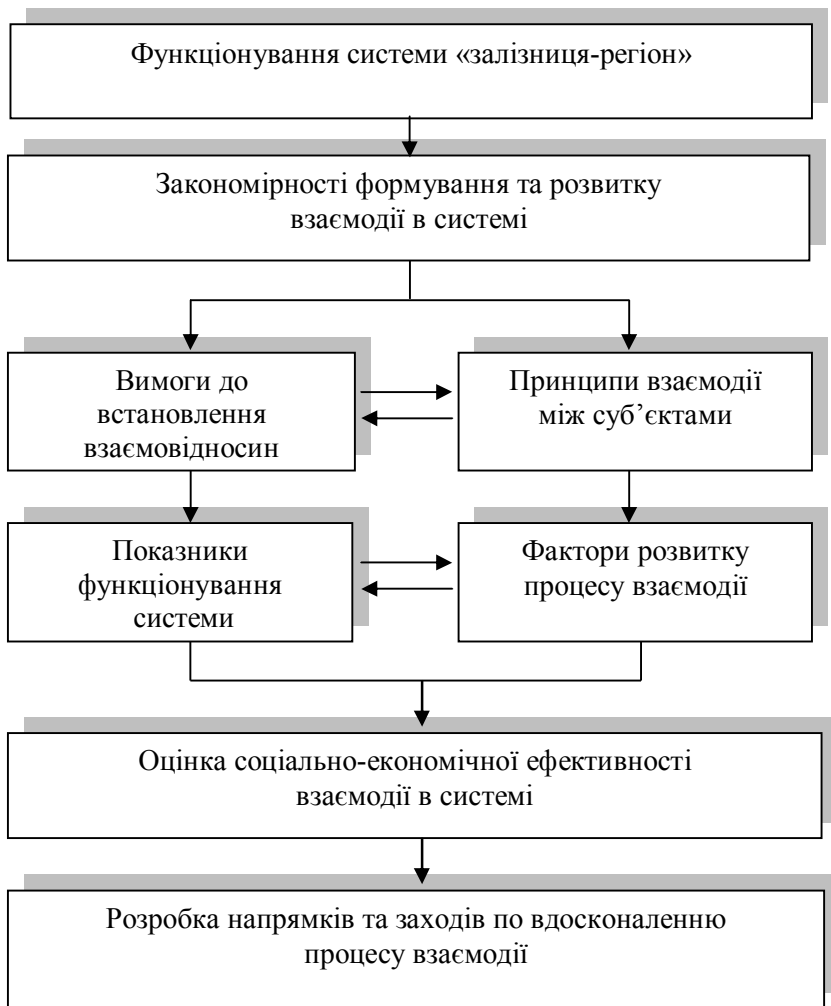 Функціонування системи «залізниця-регіон»
Закономірності формування та розвитку
взаємодії в системі
Вимоги до
встановлення
взаємовідносин
Принципи взаємодії
між суб’єктами
Показники
функціонування
системи
Фактори розвитку
процесу взаємодії
Оцінка соціально-економічної ефективності
взаємодії в системі
Розробка напрямків та заходів по вдосконаленню
процесу взаємодії